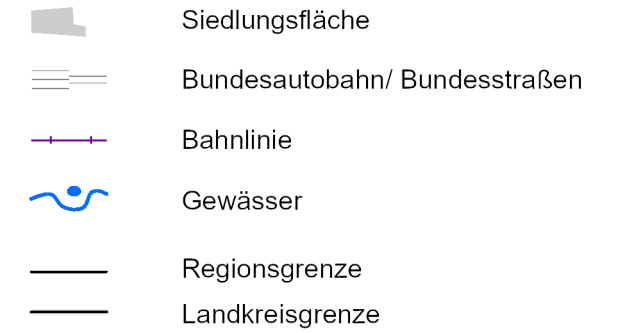 Siedlungsfläche
Bundesautobahn/ Bundesstraßen
Bahnlinie
Gewässer
Regionsgrenze
Landkreisgrenze